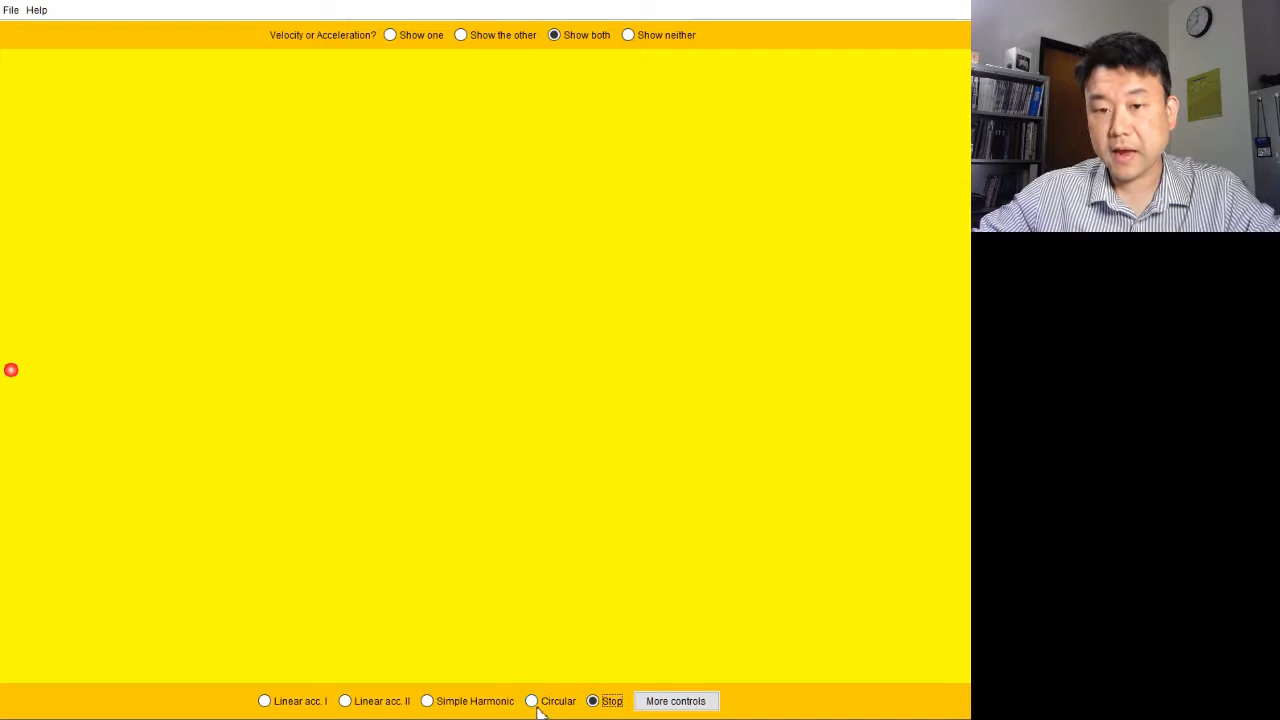 File Help
Velocity or Acceleration? Show one Show the other Show both Show neither
Linear acc. I Linear acc. II Simple Harmonic Circular Stop More controls